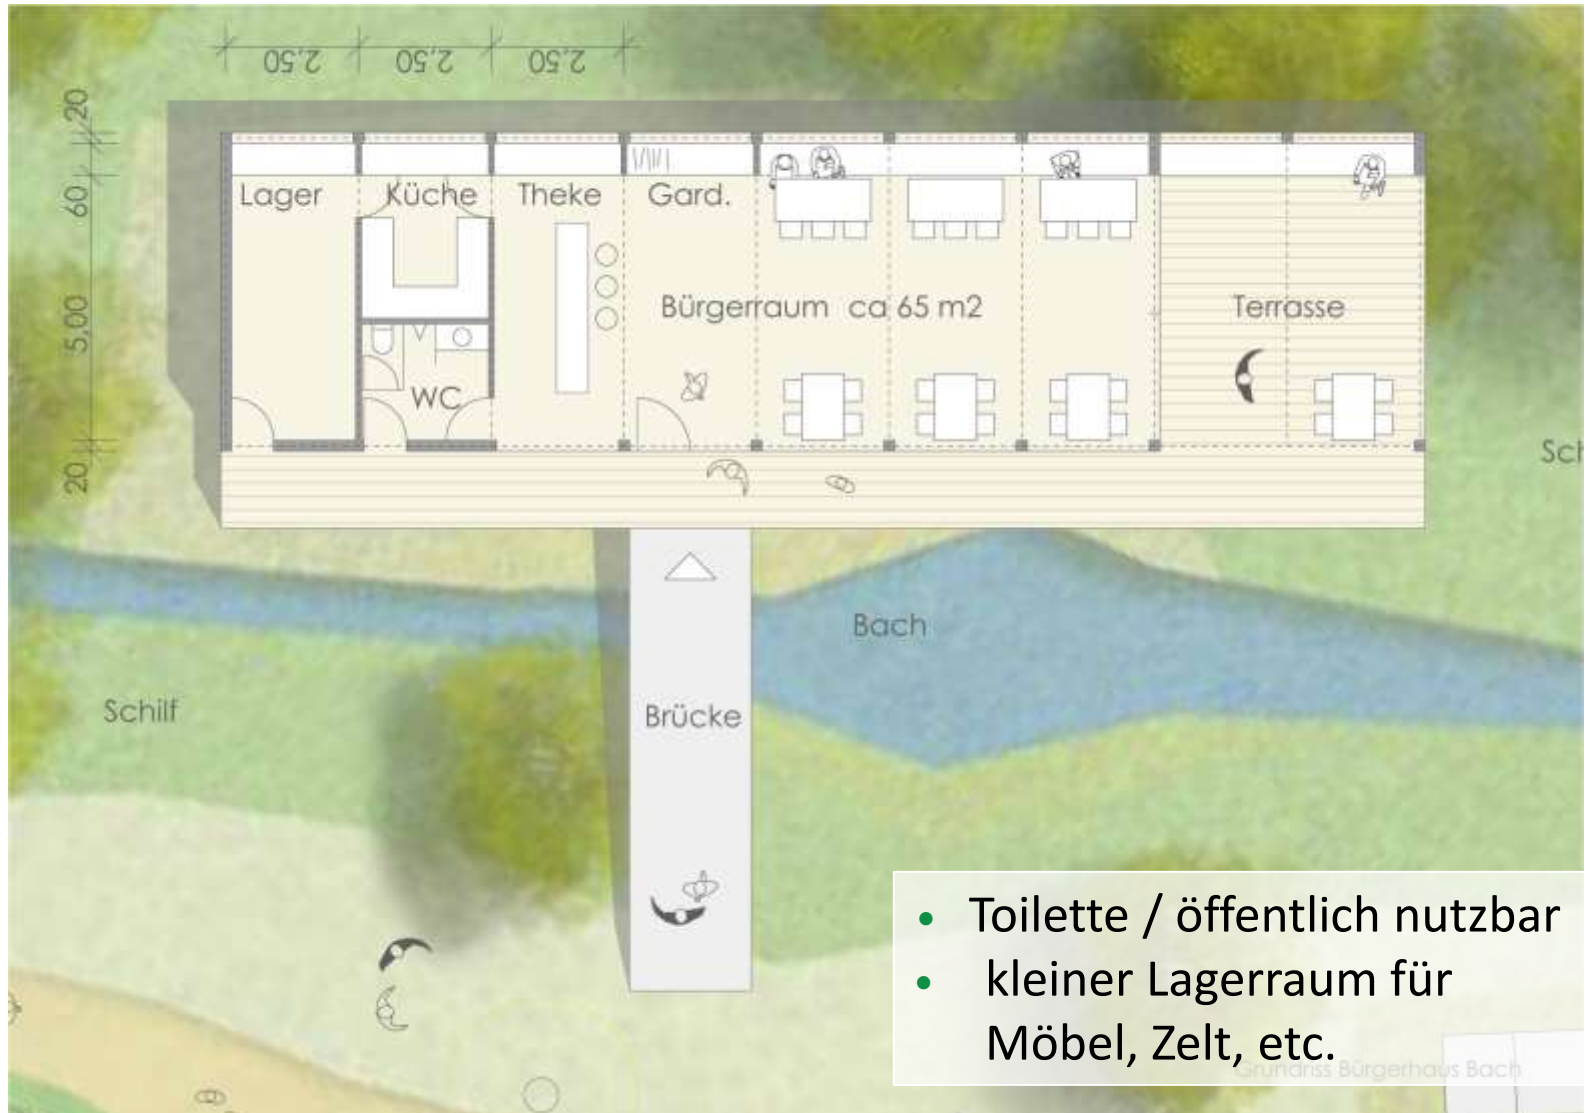 2,50 2,50 2,50
20
60
5,00
20
Lager Küche Theke Gard.
Bürgerraum ca 65 m2 Terrasse
WC
Sch
Bach
Schilf
Brücke
• Toilette / öffentlich nutzbar
• kleiner Lagerraum für
Möbel, Zelt, etc.
Grundriss Bürgerhaus Bach